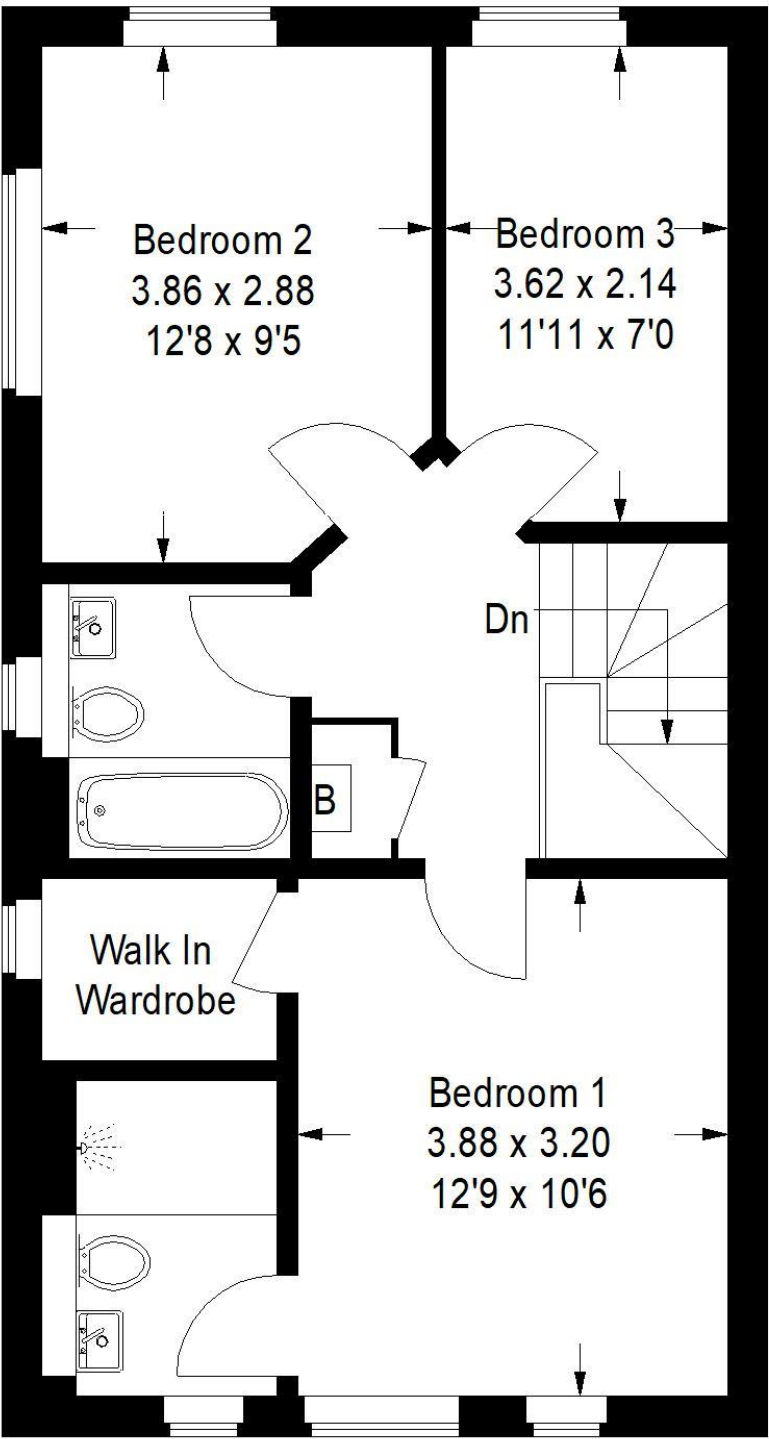 Bedroom 2
3.86 x 2.88
12'8 x 9'5
Bedroom 3
3.62 x 2.14
11'11 x 7'0
Dn
B
Walk In
Wardrobe
Bedroom 1
3.88 x 3.20
12'9 x 10'6